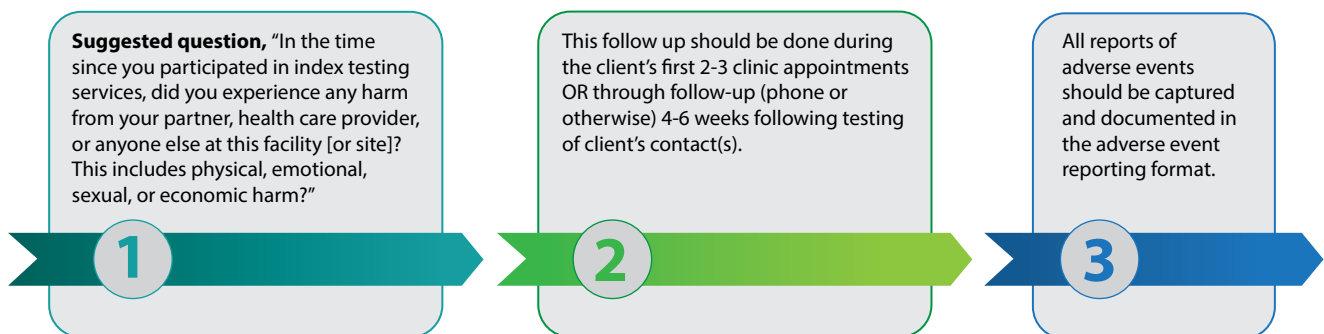 Suggested question, “In the time
since you participated in index testing
services, did you experience any harm
from your partner, health care provider,
or anyone else at this facility [or site]?
This includes physical, emotional,
sexual, or economic harm?”
1
This follow up should be done during
the client’s first 2-3 clinic appointments
OR through follow-up (phone or
otherwise) 4-6 weeks following testing
of client’s contact(s).
2
All reports of
adverse events
should be captured
and documented in
the adverse event
reporting format.
3